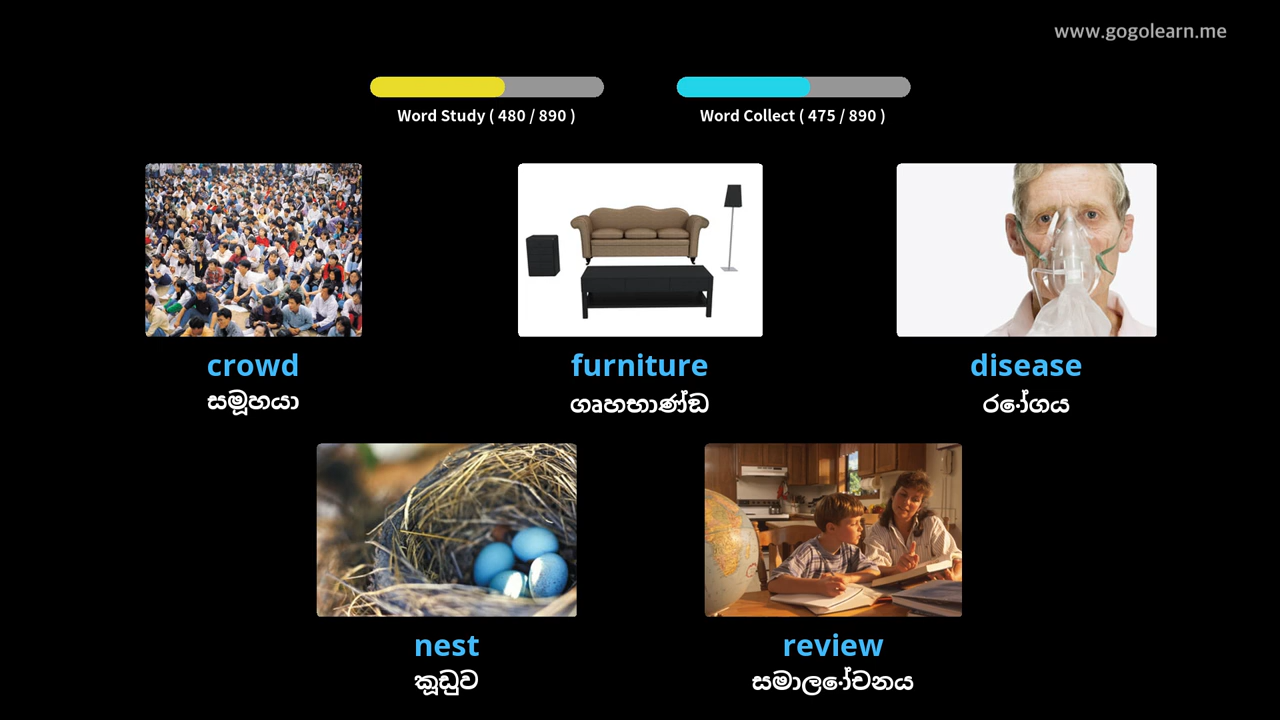 www.gogolearn.me
Word Study ( 480 / 890 )
Word Collect ( 475 / 890 )
crowd
සමූහයා
furniture
ගෘහභාණ්ඩ
disease
රෝගය
nest
කූඩුව
review
සමාලෝචනය